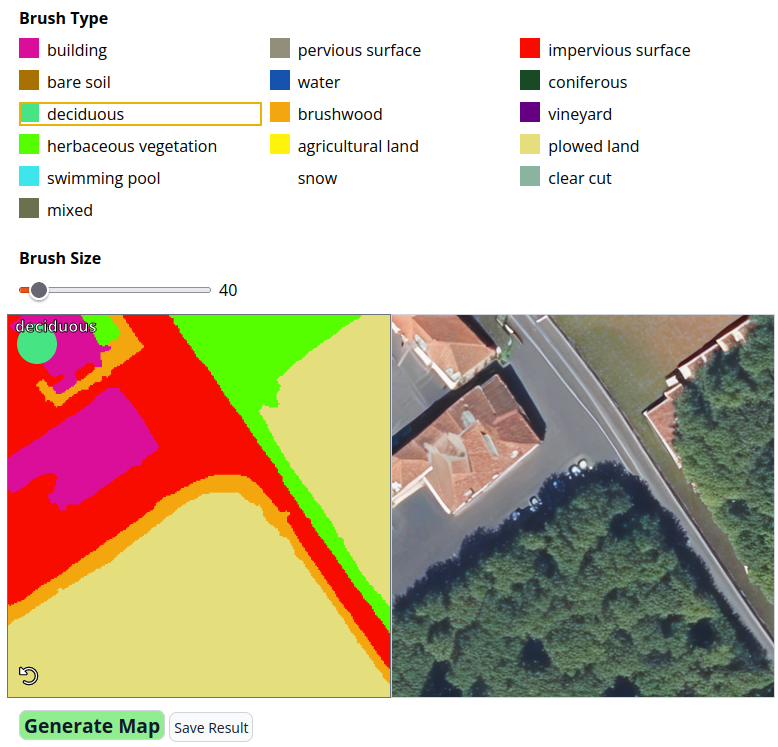 Brush Type
building
pervious surface
impervious surface
bare soil
water
coniferous
deciduous
brushwood
vineyard
herbaceous vegetation
agricultural land
plowed land
swimming pool
snow
clear cut
mixed
Brush Size
40
deciduous
Generate Map
Save Result